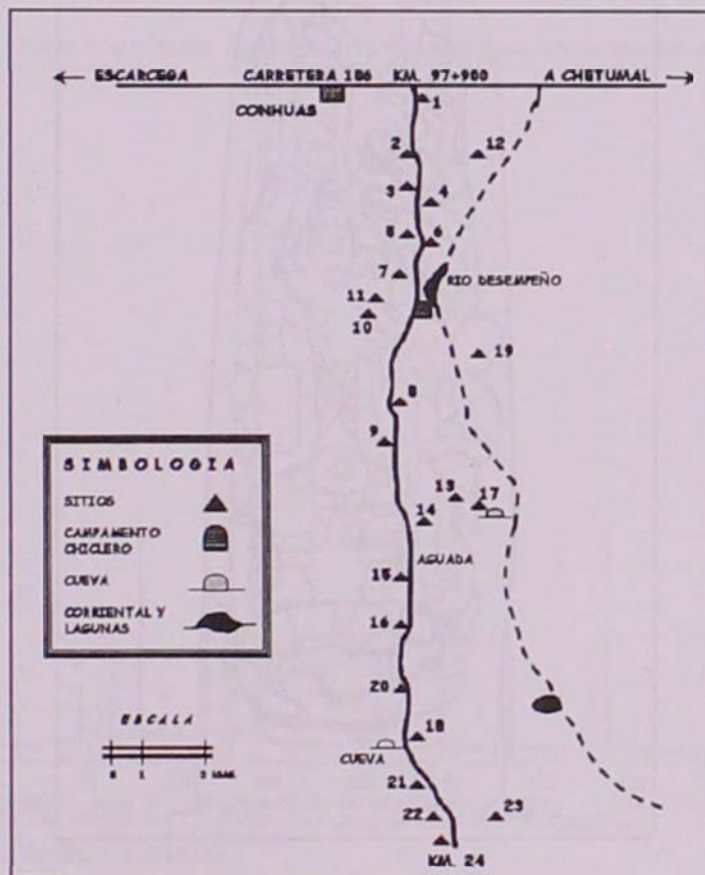 ← ESCARCEGA CARRETERA 186 KM. 97+900 A CHETUMAL →
CONHUAS
1
2
12
3
4
5
6
7
RIO DESEMPEÑO
11
10
19
8
9
13
17
14
AGUADA
15
16
20
18
CUEVA
21
22
23
KM. 24
SIMBOLOGIA
SITIOS
CAMPAMENTO
CHICLERO
CUEVA
CORRIENTAL Y
LAGUNAS
ESCALA
0 1